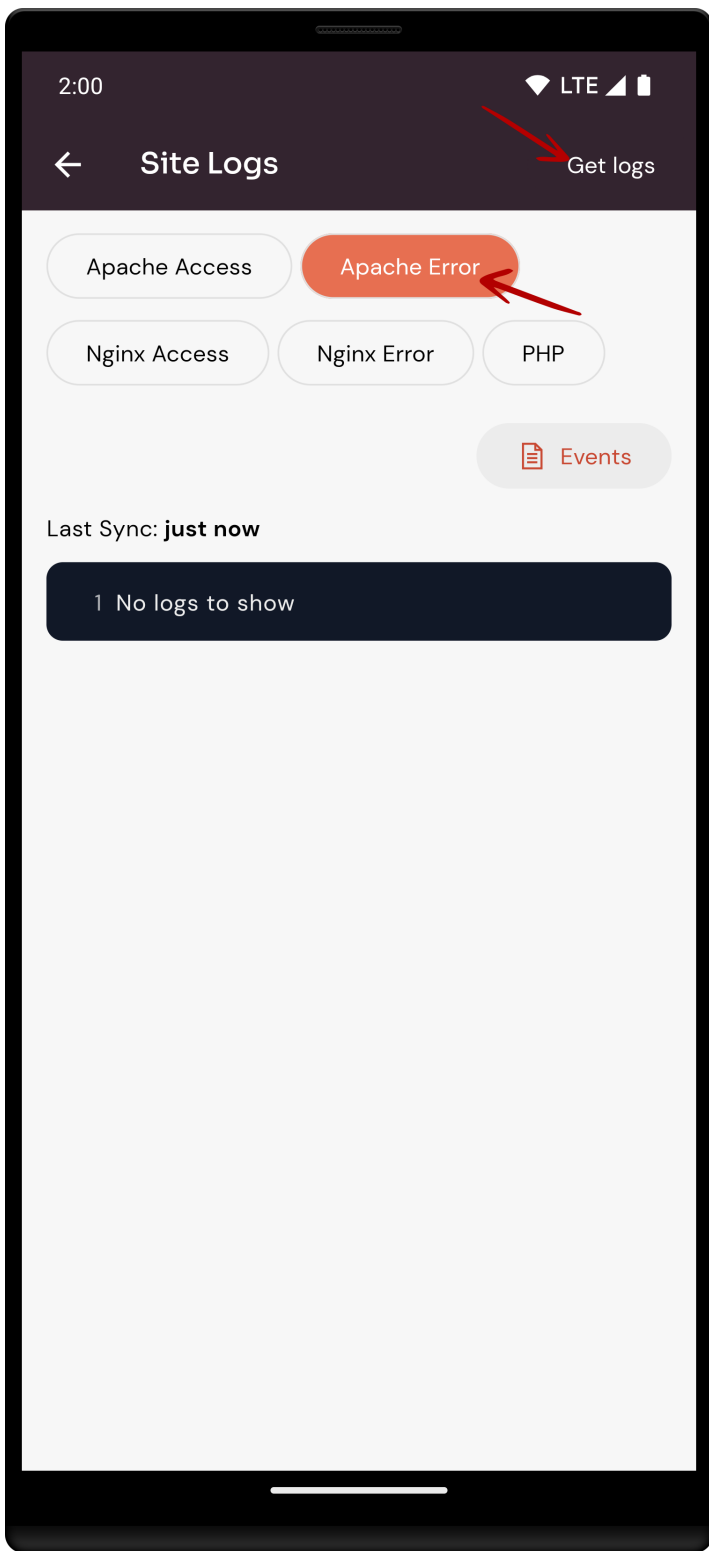 2:00 LTE
Site Logs Get logs
Apache Access Apache Error
Nginx Access Nginx Error PHP
Events
Last Sync: just now
1 No logs to show